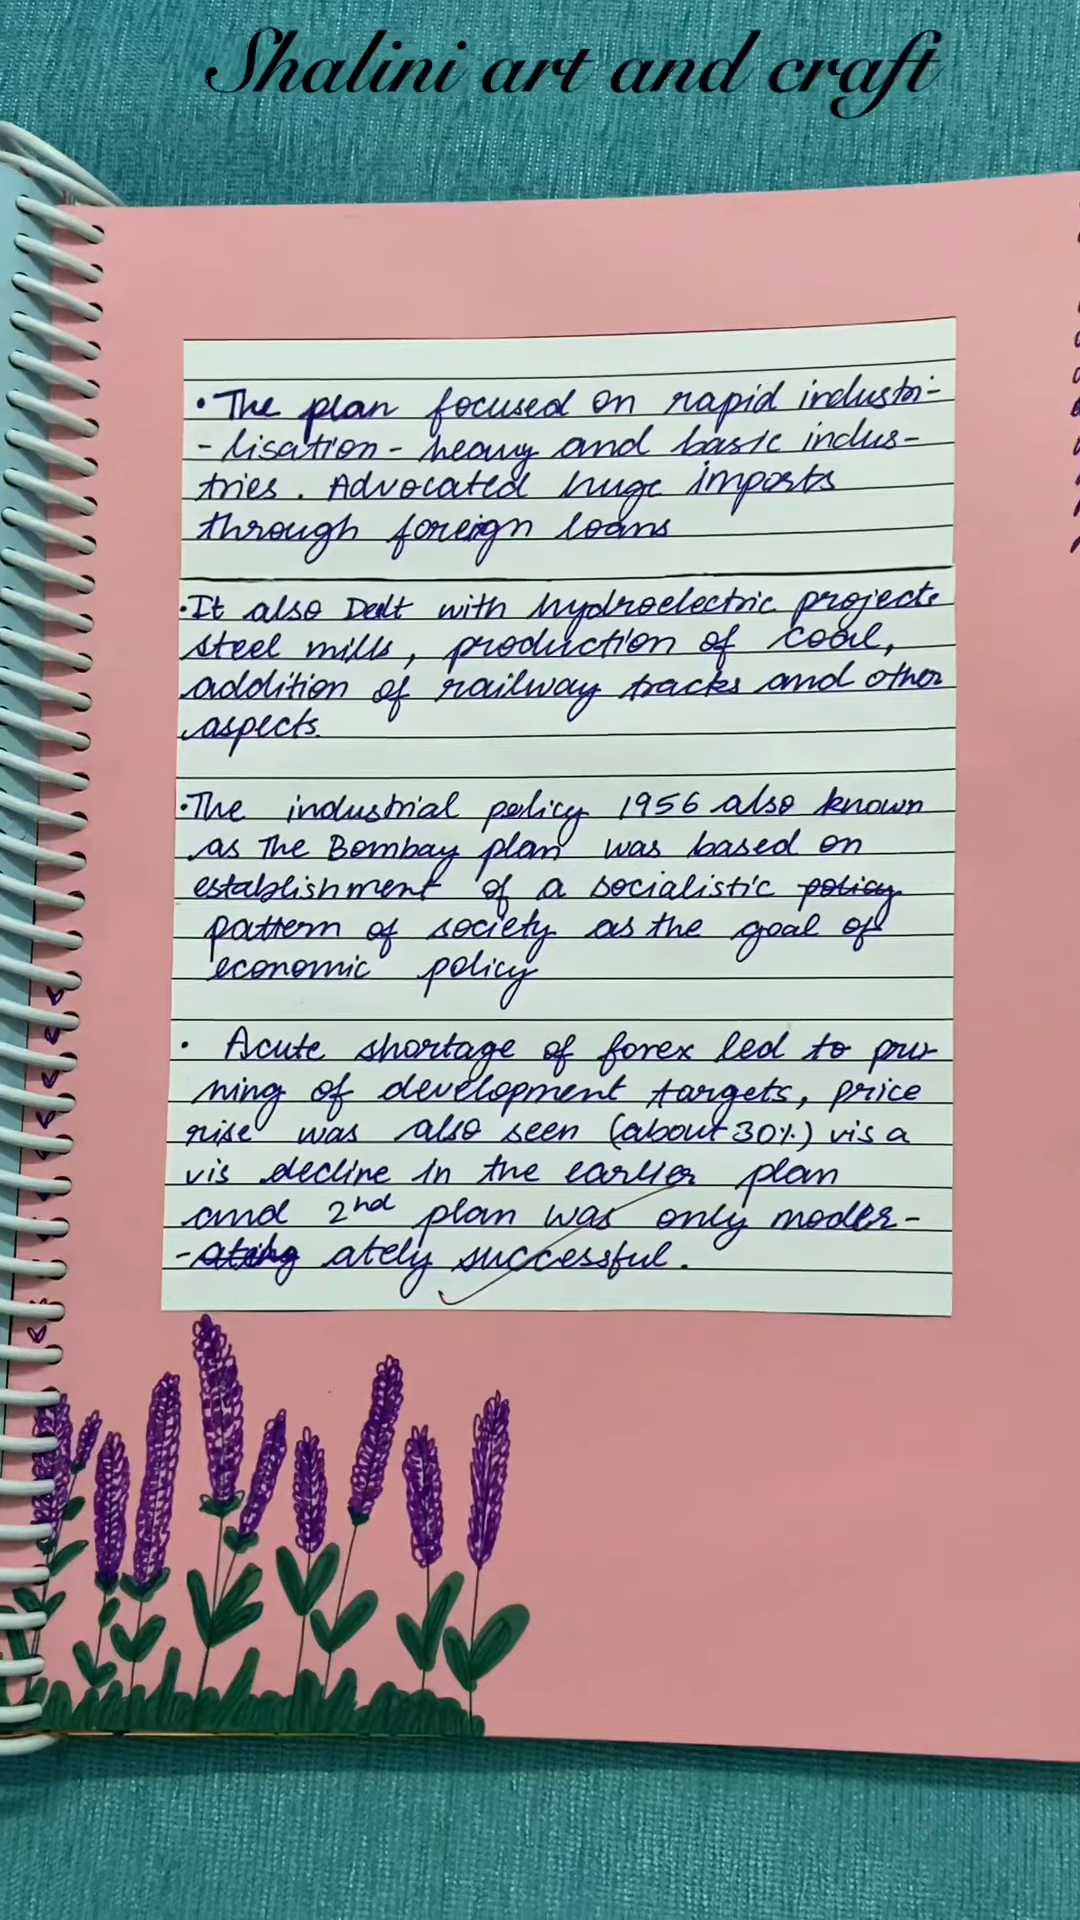 Shalini art and craft
• The plan focused on rapid industri-
- lisation - heavy and basic indus-
tries. Advocated huge imports
through foreign loans
• It also Dealt with hydroelectric projects
steel mills, production of coal,
addition of railway tracks and other
aspects.
• The industrial policy 1956 also known
as The Bombay plan was based on
establishment of a socialistic policy
pattern of society as the goal of
economic policy
• Acute shortage of forex led to pru-
ning of development targets, price
rise was also seen (about 30%) vis a
vis decline in the earlier plan
and 2nd plan was only moder-
- ately successful.